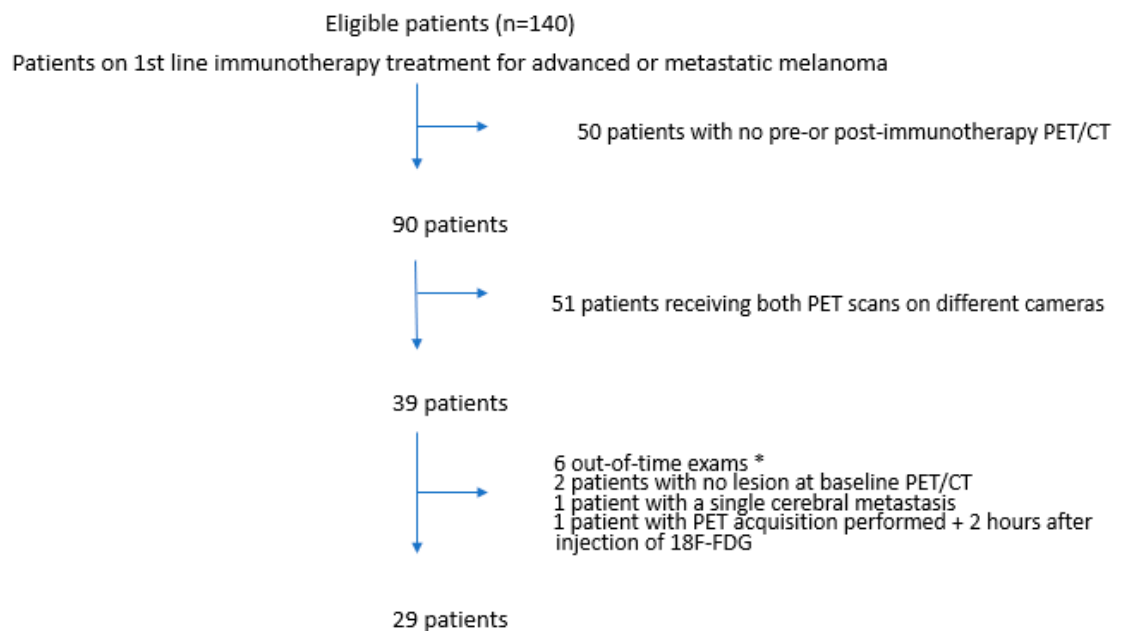 Eligible patients (n=140)
Patients on 1st line immunotherapy treatment for advanced or metastatic melanoma
50 patients with no pre-or post-immunotherapy PET/CT
90 patients
51 patients receiving both PET scans on different cameras
39 patients
6 out-of-time exams *
2 patients with no lesion at baseline PET/CT
1 patient with a single cerebral metastasis
1 patient with PET acquisition performed + 2 hours after
injection of 18F-FDG
29 patients